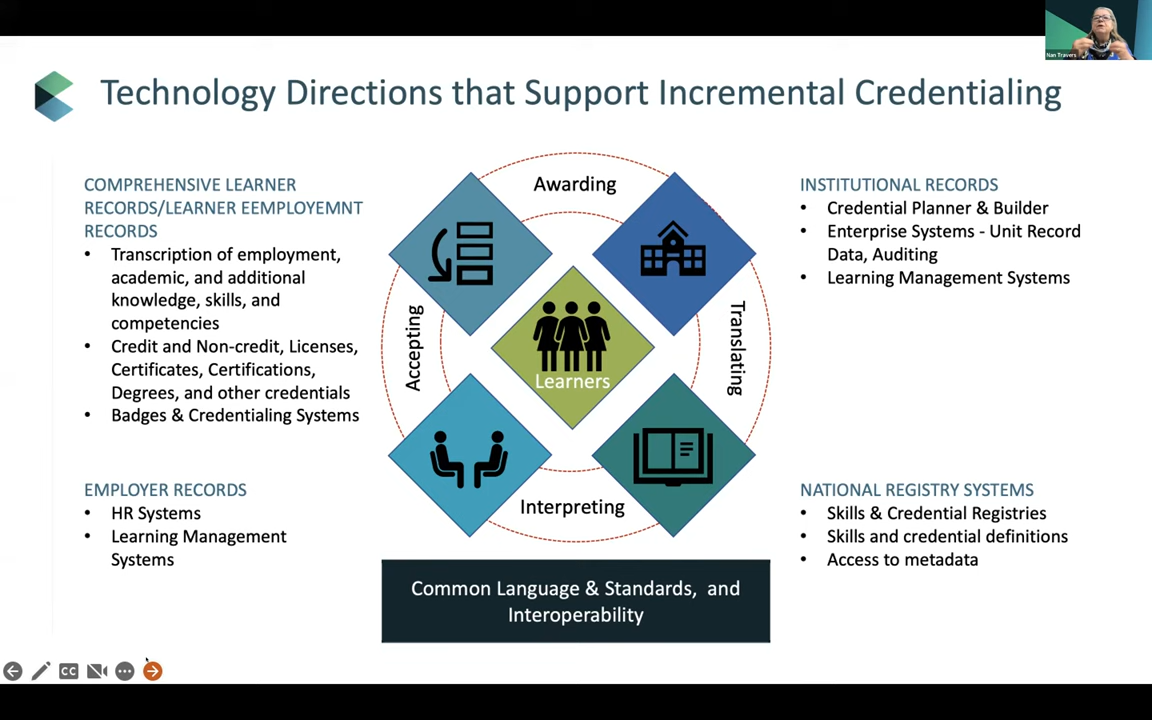 Nan Travers
Technology Directions that Support Incremental Credentialing
COMPREHENSIVE LEARNER
RECORDS/LEARNER EEMPLOYEMNT
RECORDS
• Transcription of employment,
academic, and additional
knowledge, skills, and
competencies
• Credit and Non-credit, Licenses,
Certificates, Certifications,
Degrees, and other credentials
• Badges & Credentialing Systems
EMPLOYER RECORDS
• HR Systems
• Learning Management
Systems
Awarding
Accepting
Learners
Translating
Interpreting
Common Language & Standards, and
Interoperability
INSTITUTIONAL RECORDS
• Credential Planner & Builder
• Enterprise Systems - Unit Record
Data, Auditing
• Learning Management Systems
NATIONAL REGISTRY SYSTEMS
• Skills & Credential Registries
• Skills and credential definitions
• Access to metadata
CC